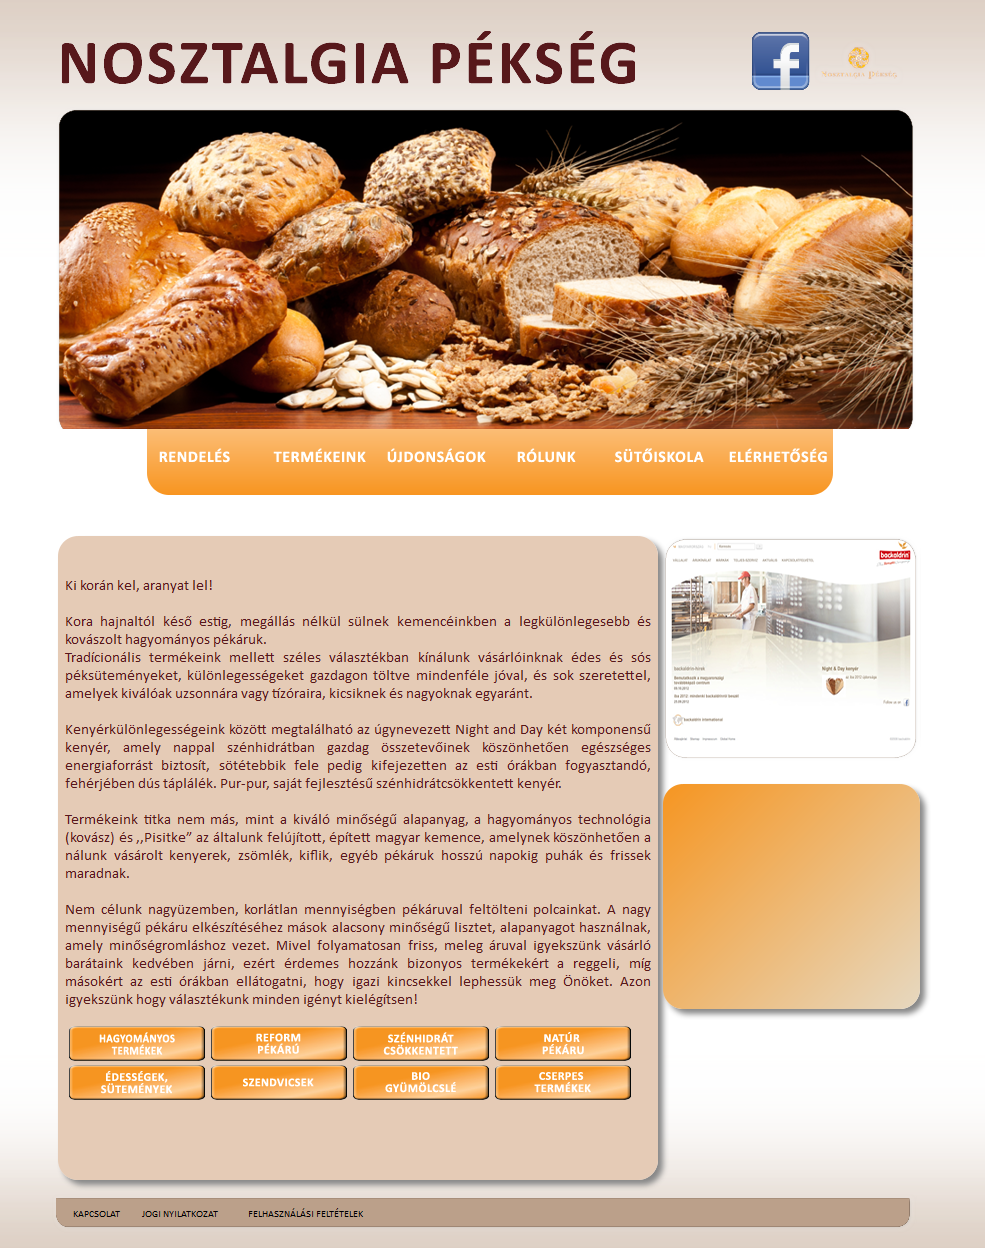 NOSZTALGIA PÉKSÉG
RENDELÉS TERMÉKEINK ÚJDONSÁGOK RÓLUNK SÜTŐISKOLA ELÉRHETŐSÉG
Ki korán kel, aranyat lel!
Kora hajnaltól késő estig, megállás nélkül sülnek kemencéinkben a legkülönlegesebb és
kovászolt hagyományos pékáruk.
Tradícionális termékeink mellett széles választékban kínálunk vásárlóinknak édes és sós
péksüteményeket, különlegességeket gazdagon töltve mindenféle jóval, és sok szeretettel,
amelyek kiválóak uzsonnára vagy tízóraira, kicsiknek és nagyoknak egyaránt.
Kenyérkülönlegességeink között megtalálható az úgynevezett Night and Day két komponensű
kenyér, amely nappal szénhidrátban gazdag összetevőinek köszönhetően egészséges
energiaforrást biztosít, sötétebbik fele pedig kifejezetten az esti órákban fogyasztandó,
fehérjében dús táplálék. Pur-pur, saját fejlesztésű szénhidrátcsökkentett kenyér.
Termékeink titka nem más, mint a kiváló minőségű alapanyag, a hagyományos technológia
(kovász) és ,,Pisitke” az általunk felújított, épített magyar kemence, amelynek köszönhetően a
nálunk vásárolt kenyerek, zsömlék, kiflik, egyéb pékáruk hosszú napokig puhák és frissek
maradnak.
Nem célunk nagyüzemben, korlátlan mennyiségben pékáruval feltölteni polcainkat. A nagy
mennyiségű pékáru elkészítéséhez mások alacsony minőségű lisztet, alapanyagot használnak,
amely minőségromláshoz vezet. Mivel folyamatosan friss, meleg áruval igyekszünk vásárló
barátaink kedvében járni, ezért érdemes hozzánk bizonyos termékekért a reggeli, míg
másokért az esti órákban ellátogatni, hogy igazi kincsekkel lephessük meg Önöket. Azon
igyekszünk hogy választékunk minden igényt kielégítsen!
HAGYOMÁNYOS
TERMÉKEK
REFORM
PÉKÁRÚ
SZÉNHIDRÁT
CSÖKKENTETT
NATÚR
PÉKÁRU
ÉDESSÉGEK,
SÜTEMÉNYEK
SZENDVICSEK
BIO
GYÜMÖLCSLÉ
CSERPES
TERMÉKEK
backaldrin
Night & Day kenyér
backaldrin international
KAPCSOLAT JOGI NYILATKOZAT FELHASZNÁLÁSI FELTÉTELEK